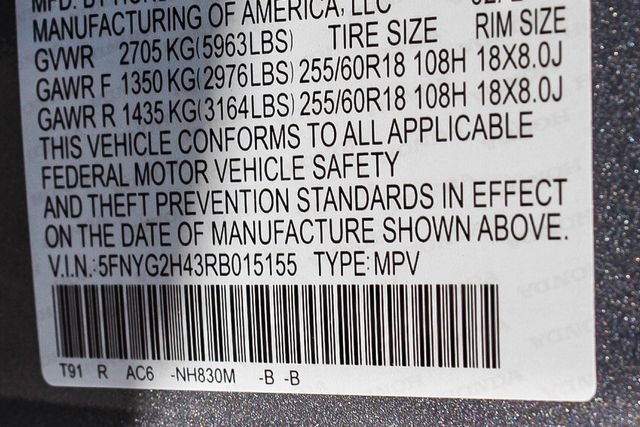 MANUFACTURING OF AMERICA, LLC
GVWR 2705 KG(5963LBS) TIRE SIZE RIM SIZE
GAWR F 1350 KG(2976LBS) 255/60R18 108H 18X8.0J
GAWR R 1435 KG(3164LBS) 255/60R18 108H 18X8.0J
THIS VEHICLE CONFORMS TO ALL APPLICABLE
FEDERAL MOTOR VEHICLE SAFETY
AND THEFT PREVENTION STANDARDS IN EFFECT
ON THE DATE OF MANUFACTURE SHOWN ABOVE.
V.I.N.: 5FNYG2H43RB015155 TYPE: MPV
T91 R AC6 -NH830M -B -B